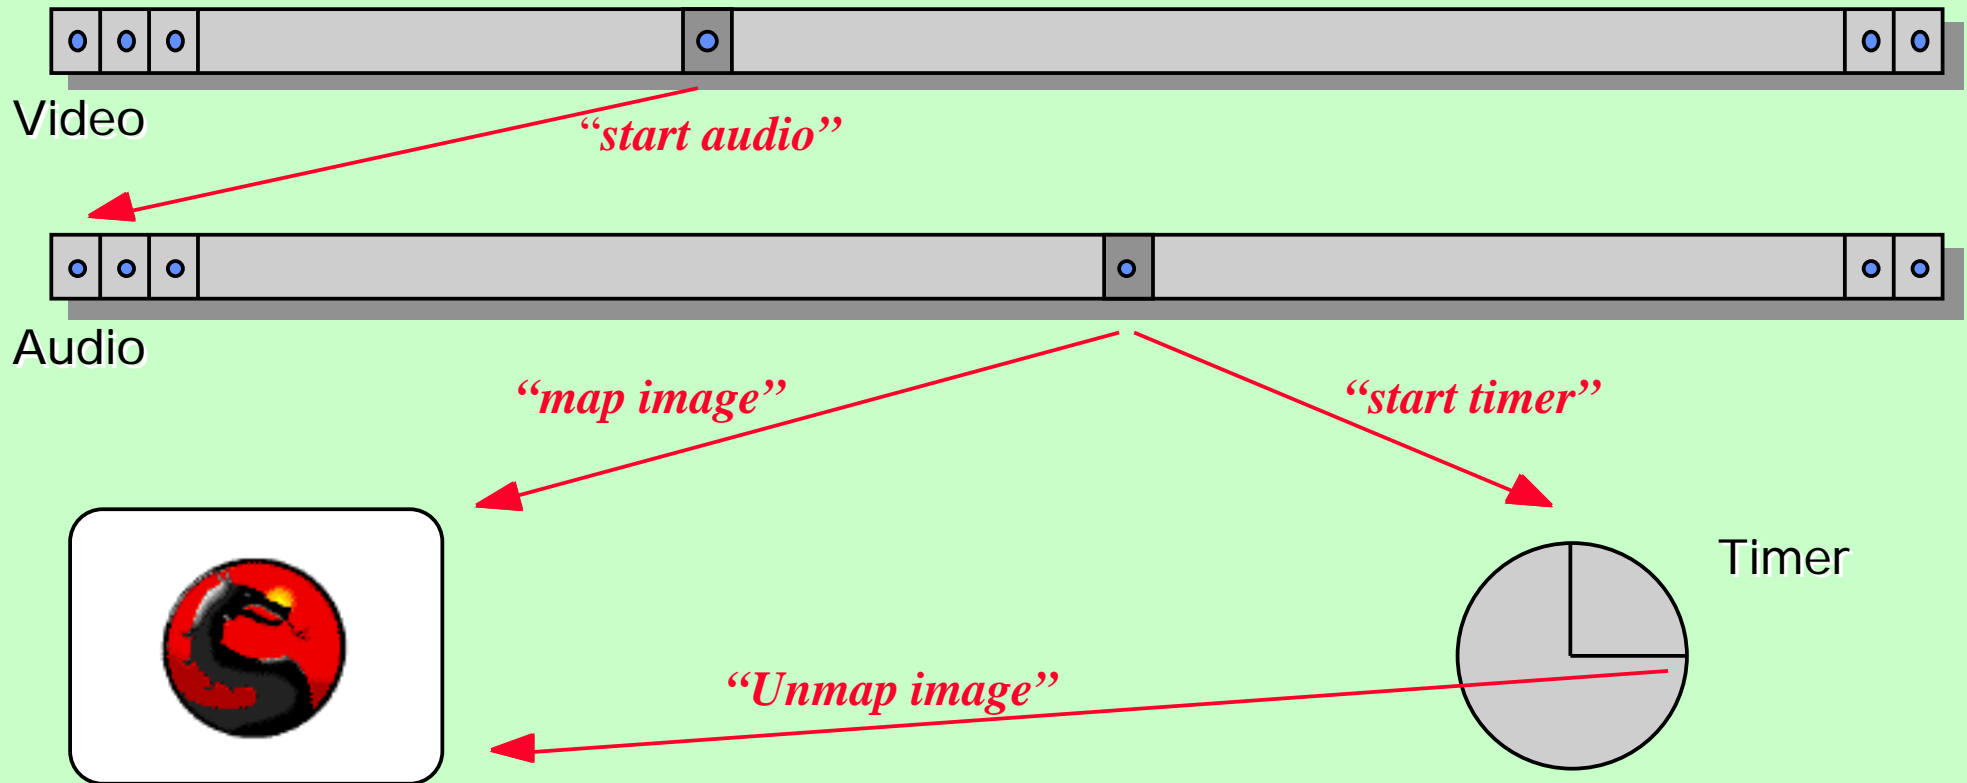 Video
“start audio”
Audio
“map image”
“start timer”
Timer
“Unmap image”